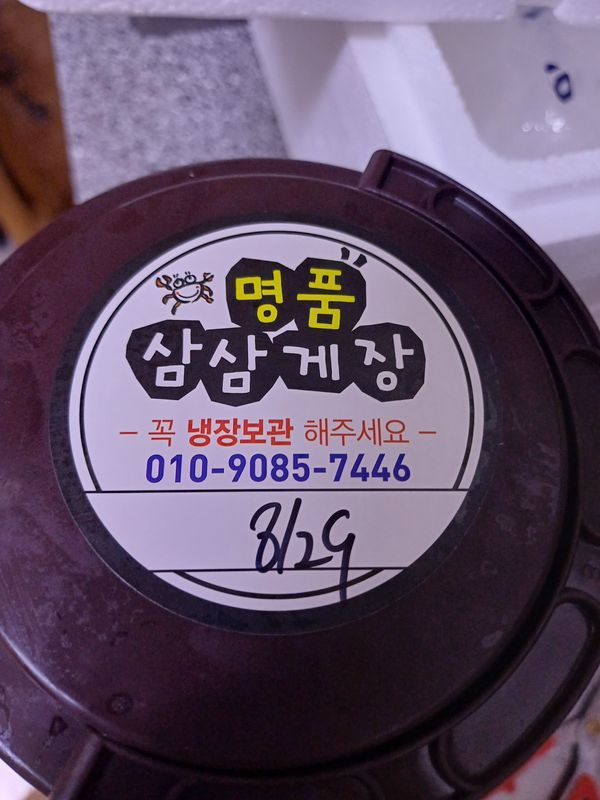 명품
삼삼게장
- 꼭 냉장보관 해주세요 -
010-9085-7446
8/29